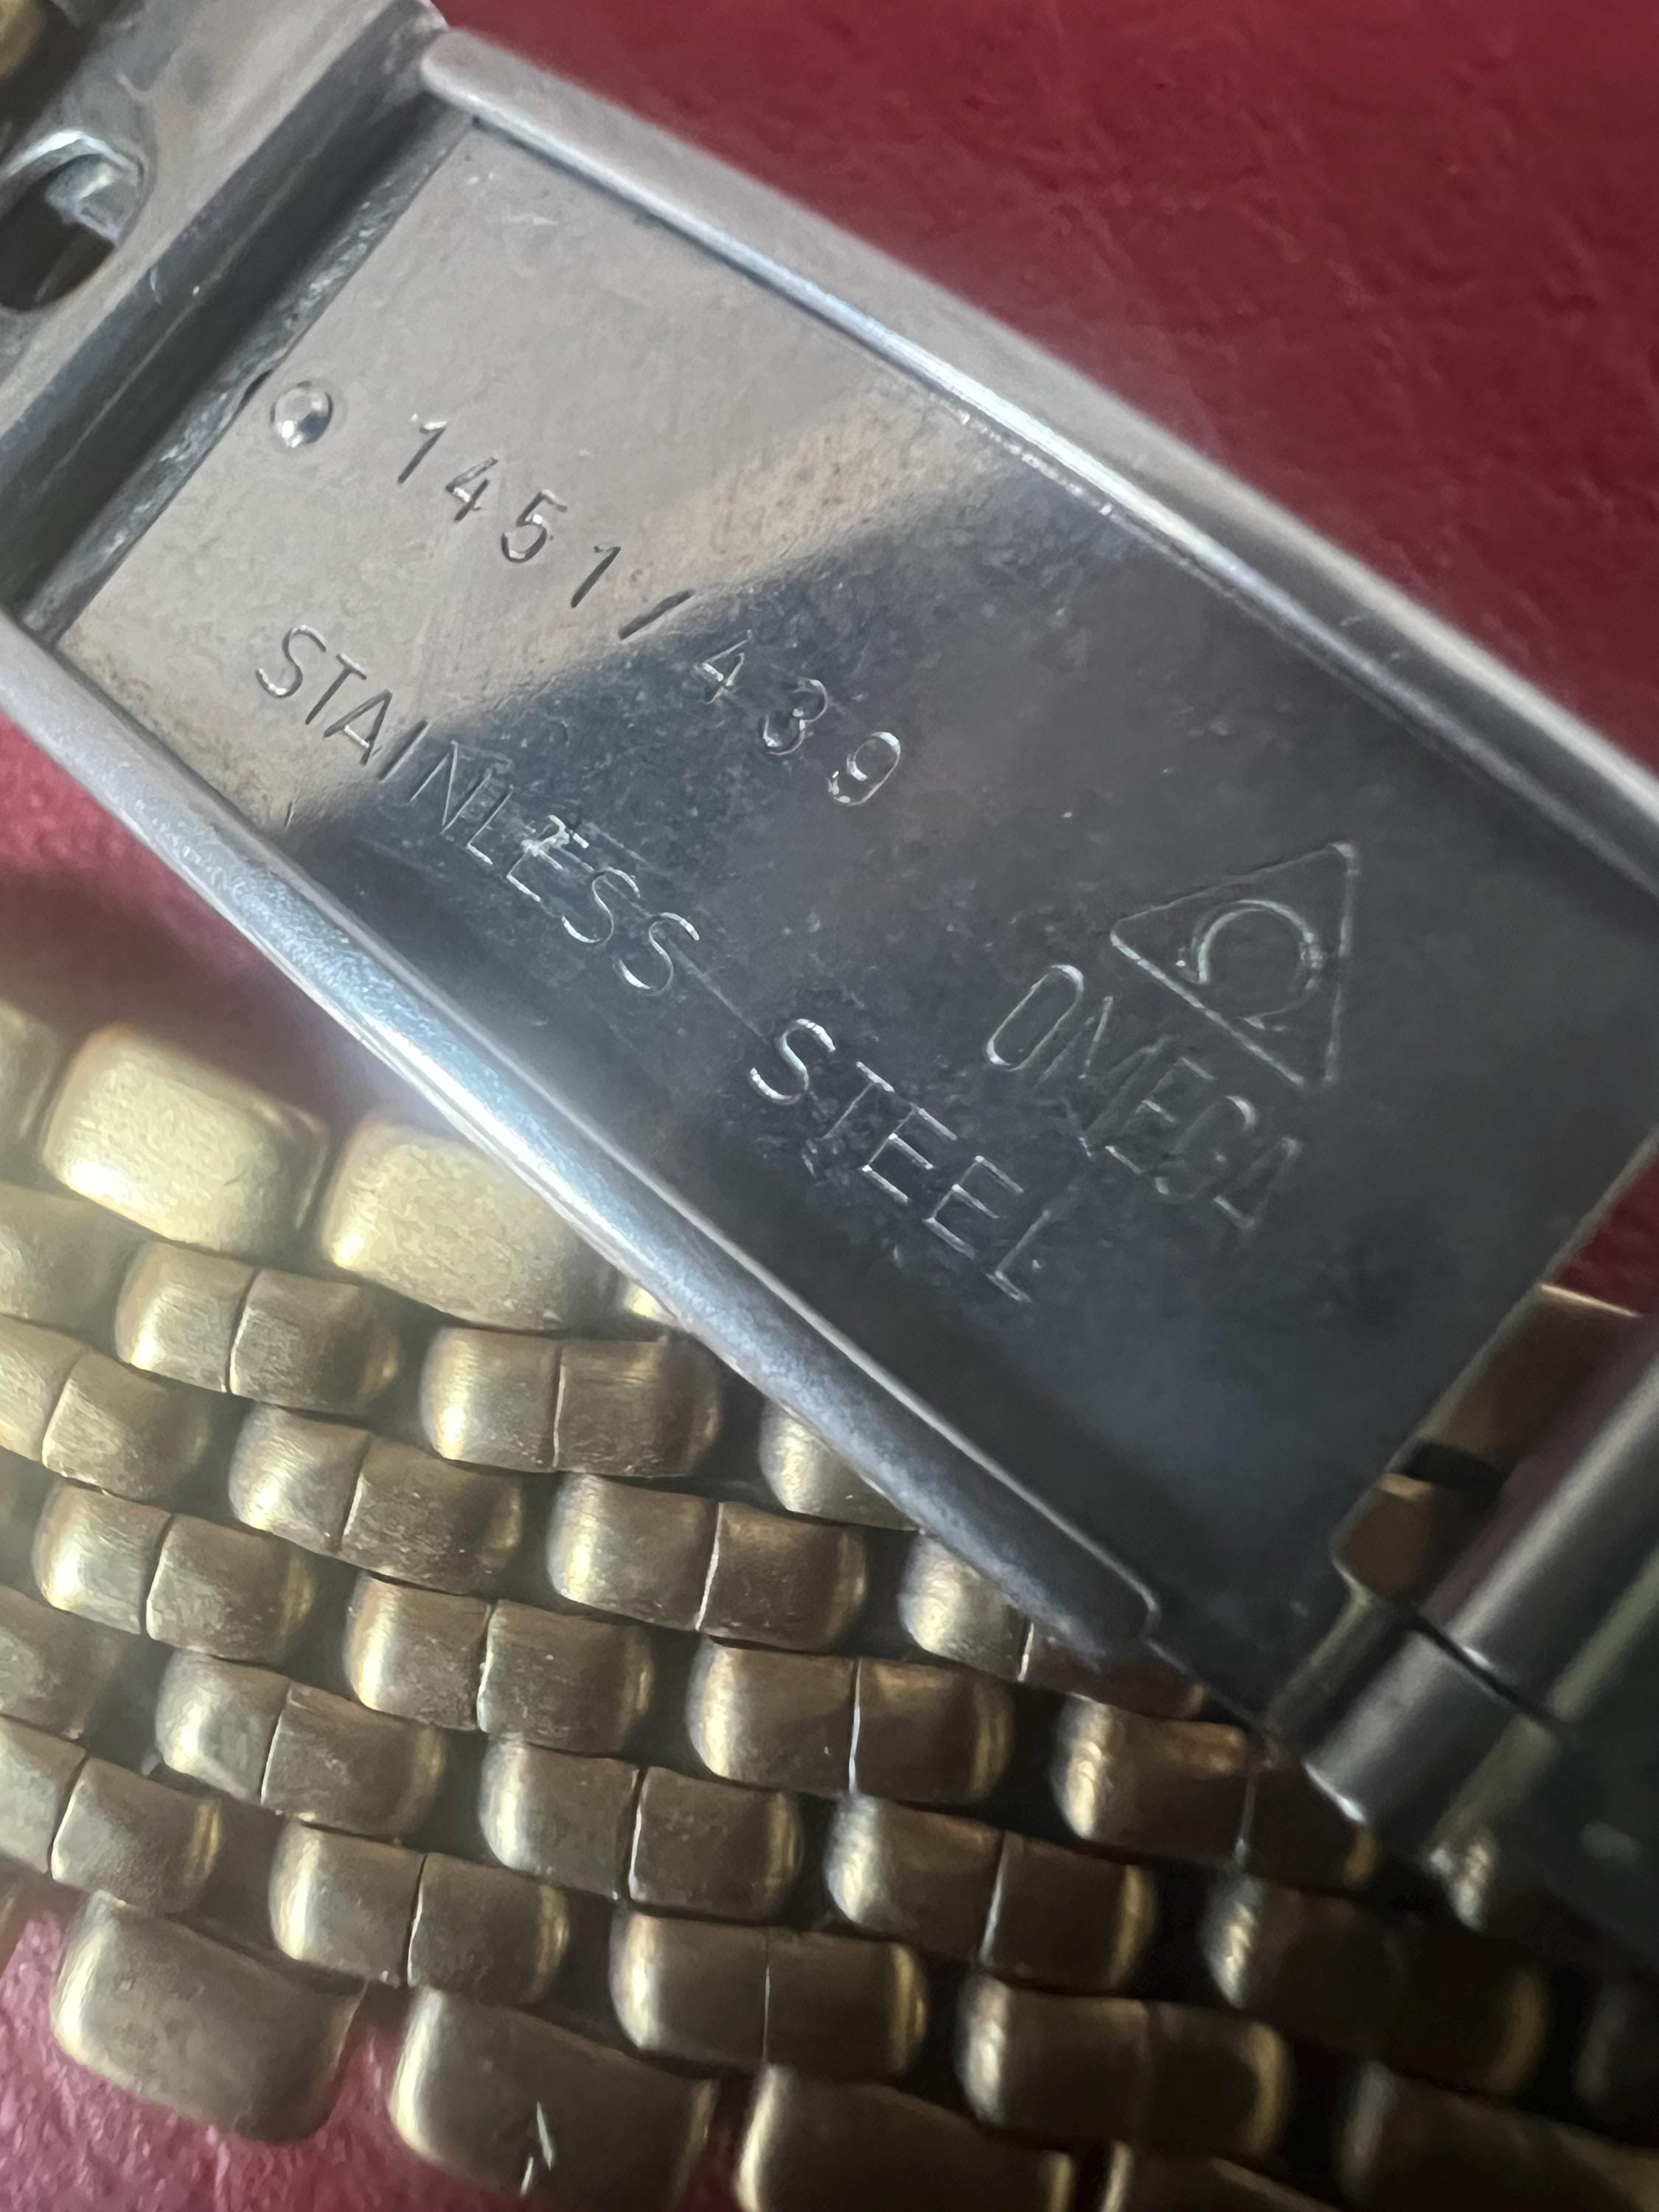 1451/439
STAINLESS STEEL
Ω
OMEGA